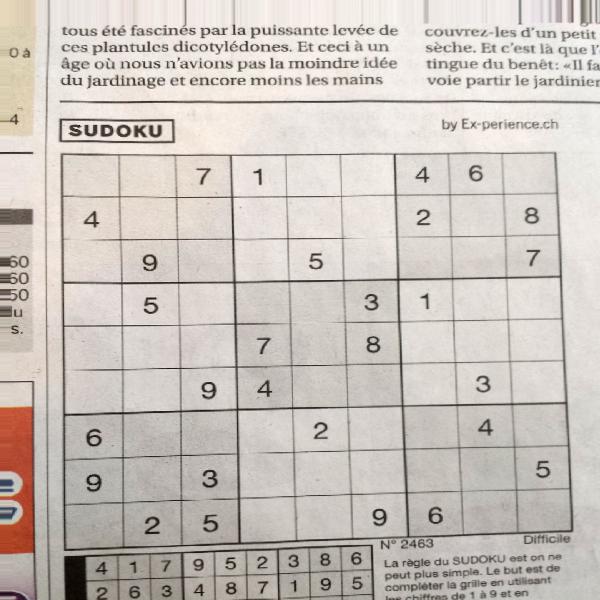 tous été fascinés par la puissante levée de
ces plantules dicotylédones. Et ceci à un
âge où nous n'avions pas la moindre idée
du jardinage et encore moins les mains
couvrez-les d'un petit
sèche. Et c'est là que l'
tingue du benêt: «Il fa
voie partir le jardinier
0 à
4
60
60
50
u
s.
SUDOKU
by Ex-perience.ch
7 1 4 6
4 2 8
9 5 7
5 3 1
7 8
9 4 3
6 2 4
9 3 5
2 5 9 6
N° 2463
Difficile
4 1 7 9 5 2 3 8 6
2 6 3 4 8 7 1 9 5
La règle du SUDOKU est on ne
peut plus simple. Le but est de
compléter la grille en utilisant
les chiffres de 1 à 9 et en